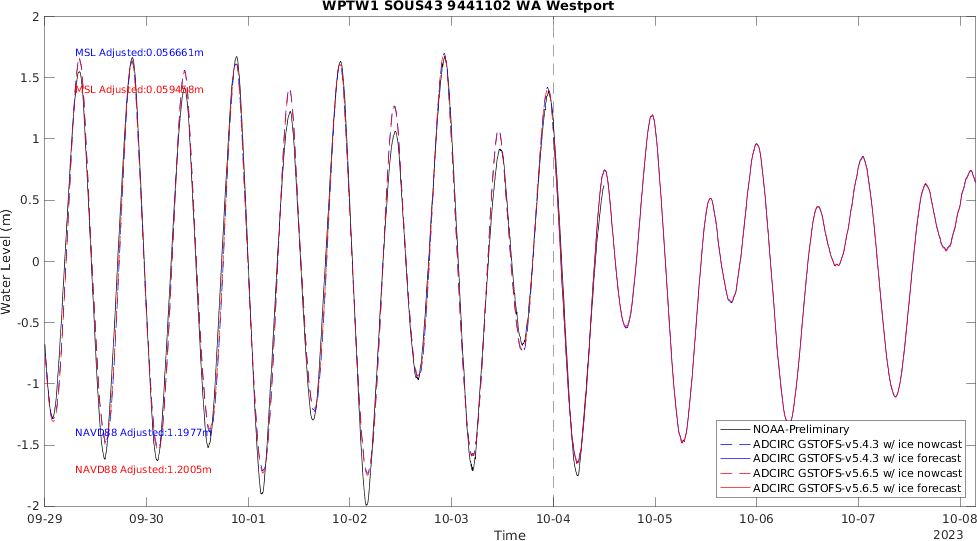 WPTW1 SOUS43 9441102 WA Westport
2
1.5
1
0.5
0
-0.5
-1
-1.5
-2
Water Level (m)
MSL Adjusted:0.056661m
MSL Adjusted:0.059458m
NAVD88 Adjusted:1.1977m
NAVD88 Adjusted:1.2005m
NOAA-Preliminary
ADCIRC GSTOFS-v5.4.3 w/ ice nowcast
ADCIRC GSTOFS-v5.4.3 w/ ice forecast
ADCIRC GSTOFS-v5.6.5 w/ ice nowcast
ADCIRC GSTOFS-v5.6.5 w/ ice forecast
09-29 09-30 10-01 10-02 10-03 10-04 10-05 10-06 10-07 10-08
Time
2023